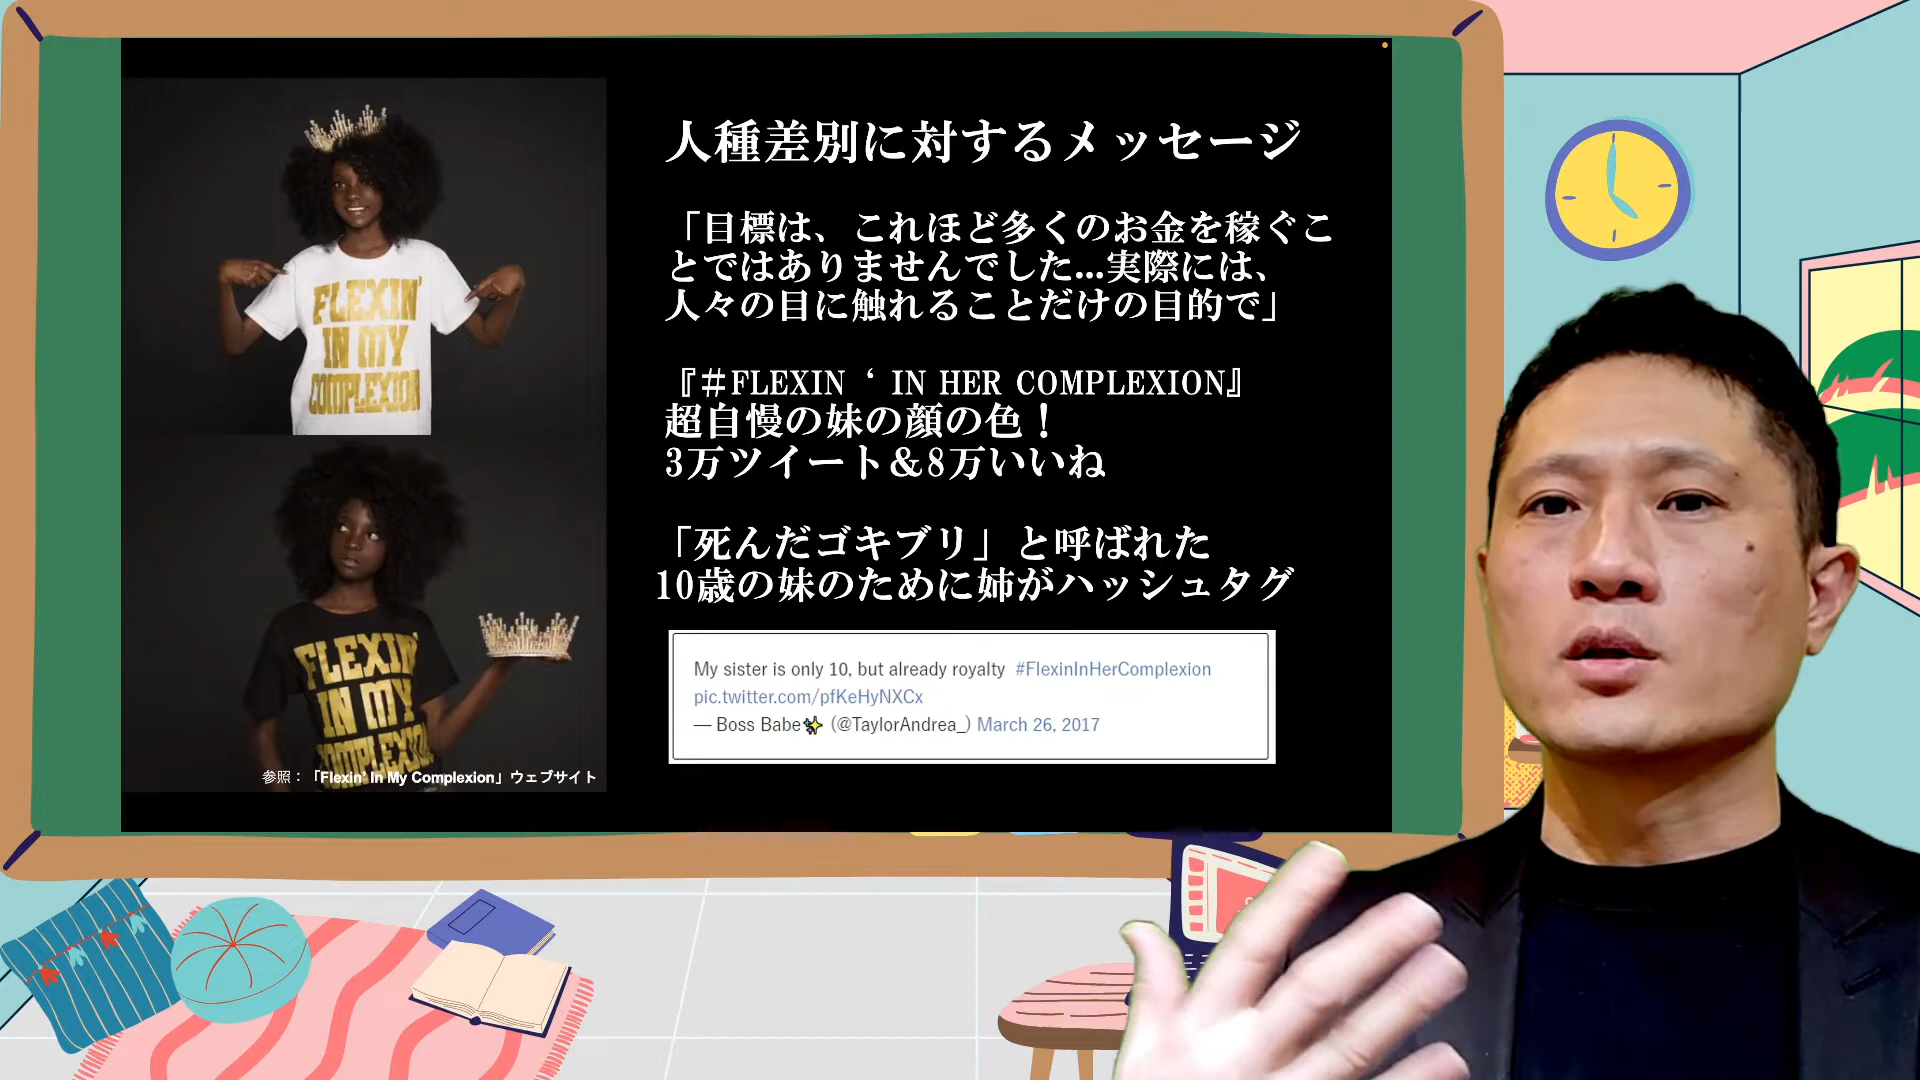 FLEXIN'
IN MY
COMPLEXION
FLEXIN'
IN MY
COMPLEXION
参照：「Flexin' In My Complexion」ウェブサイト
人種差別に対するメッセージ
「目標は、これほど多くのお金を稼ぐこ
とではありませんでした...実際には、
人々の目に触れることだけの目的で」
『＃FLEXIN ‘ IN HER COMPLEXION』
超自慢の妹の顔の色！
3万ツイート＆8万いいね
「死んだゴキブリ」と呼ばれた
10歳の妹のために姉がハッシュタグ
My sister is only 10, but already royalty #FlexinInHerComplexion
pic.twitter.com/pfKeHyNXCx
— Boss Babe✨ (@TaylorAndrea_) March 26, 2017